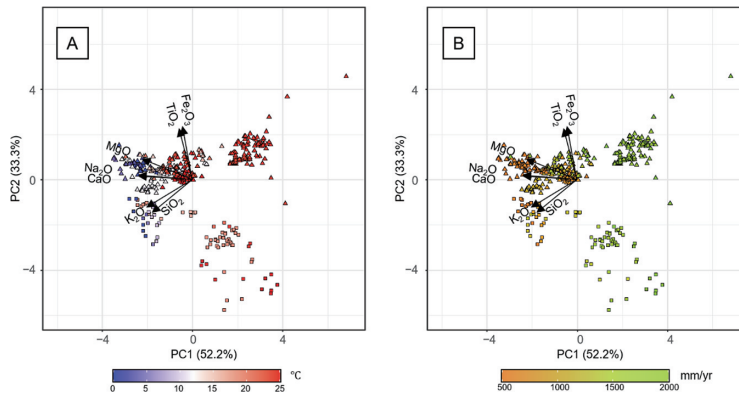 A
4
0
−4
PC2 (33.3%)
Fe₂O₃
TiO₂
MgO
Na₂O
CaO
K₂O
SiO₂
−4
0
4
PC1 (52.2%)
0
5
10
15
20
25
℃
B
4
0
−4
PC2 (33.3%)
Fe₂O₃
TiO₂
MgO
Na₂O
CaO
K₂O
SiO₂
−4
0
4
PC1 (52.2%)
500
1000
1500
2000
mm/yr